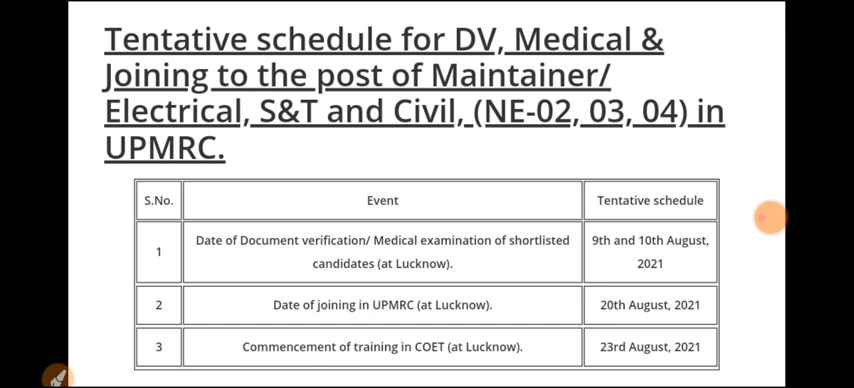 Tentative schedule for DV, Medical &
Joining to the post of Maintainer/
Electrical, S&T and Civil, (NE-02, 03, 04) in
UPMRC.
S.No. Event Tentative schedule
1 Date of Document verification/ Medical examination of shortlisted 9th and 10th August,
candidates (at Lucknow). 2021
2 Date of joining in UPMRC (at Lucknow). 20th August, 2021
3 Commencement of training in COET (at Lucknow). 23rd August, 2021